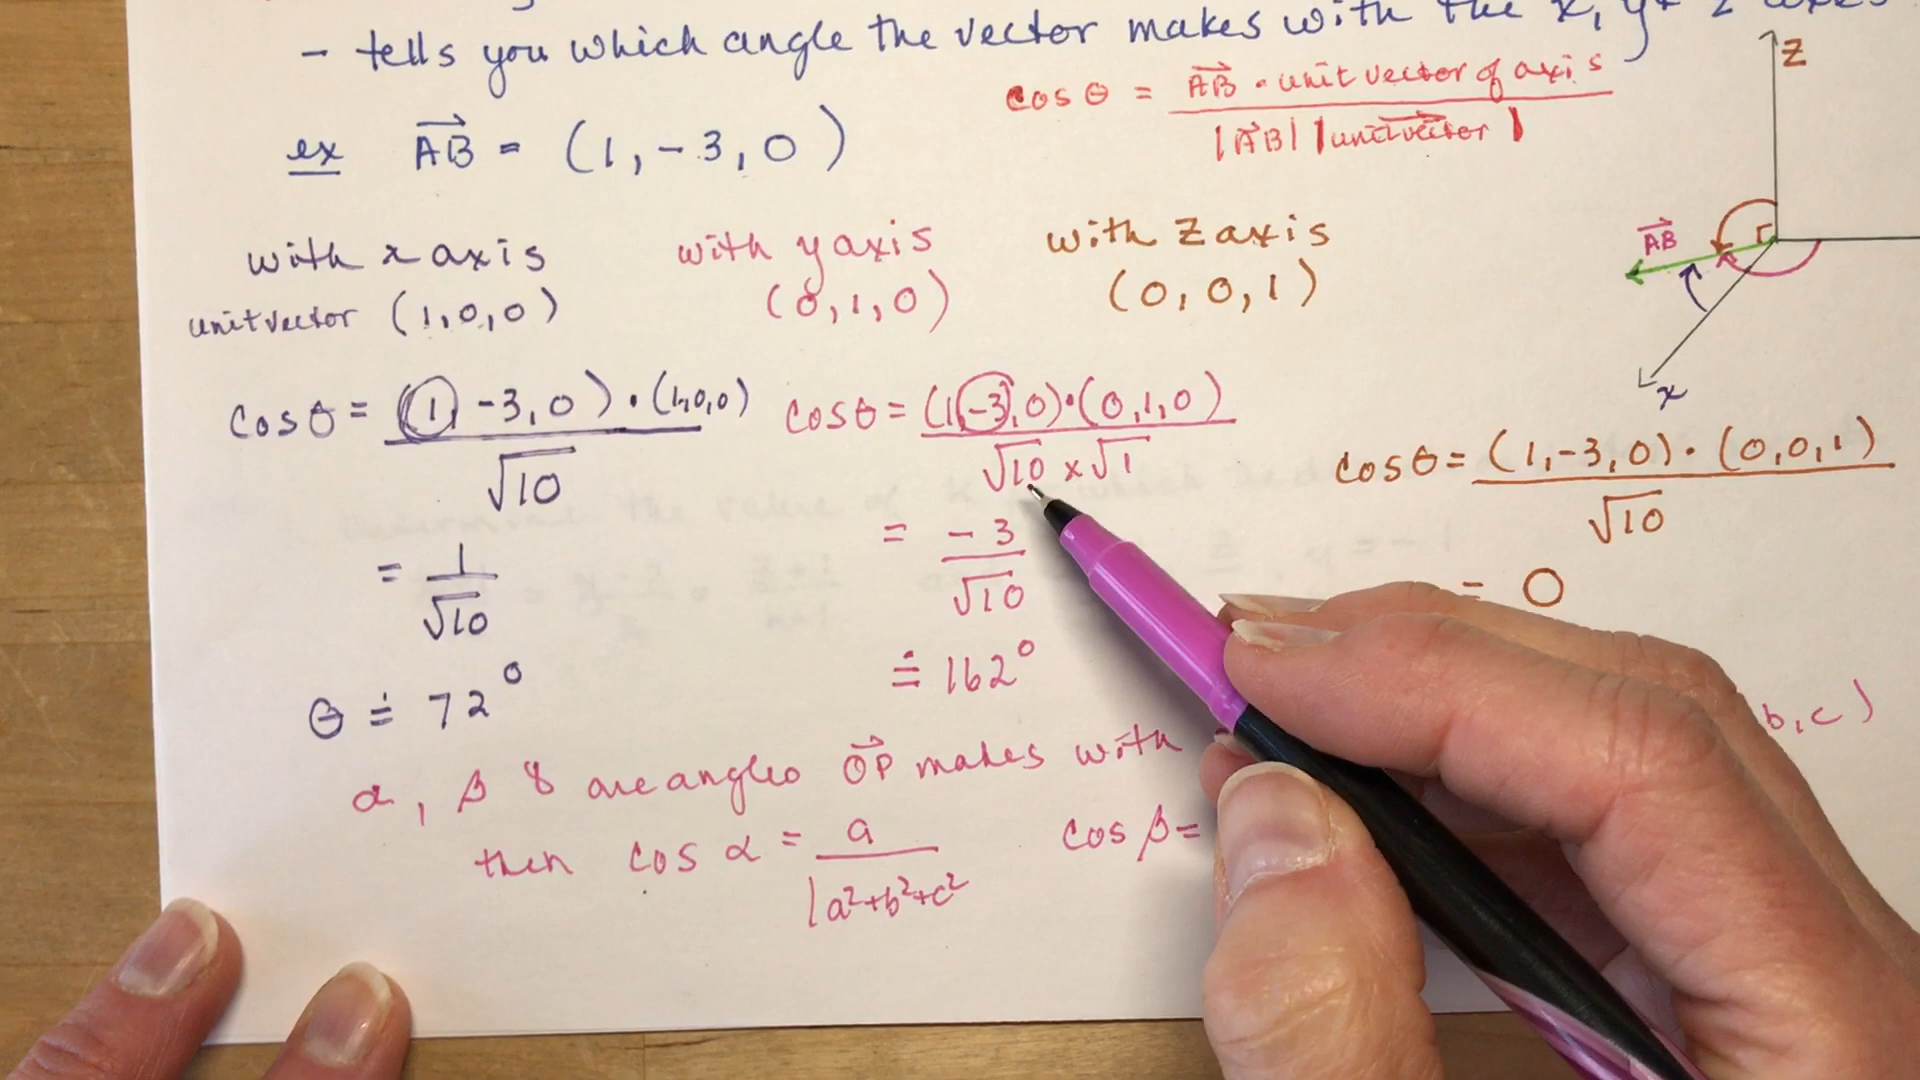 - tells you which angle the vector makes with the x, y + z axes
cos θ = AB · unit vector of axis / |AB| |unit vector|
z
ex AB = (1, -3, 0)
AB
x
with x axis
unit vector (1,0,0)
with y axis
(0,1,0)
with z axis
(0,0,1)
cos θ = (1, -3,0) · (1,0,0) / √10
= 1/√10
θ ≐ 72°
cos θ = (1,-3,0) · (0,1,0) / √10 x √1
= -3/√10
≐ 162°
cos θ = (1,-3,0) · (0,0,1) / √10
= 0
α, β γ are angles OP makes with
b, c)
then cos α = a / |a²+b²+c²
cos β =